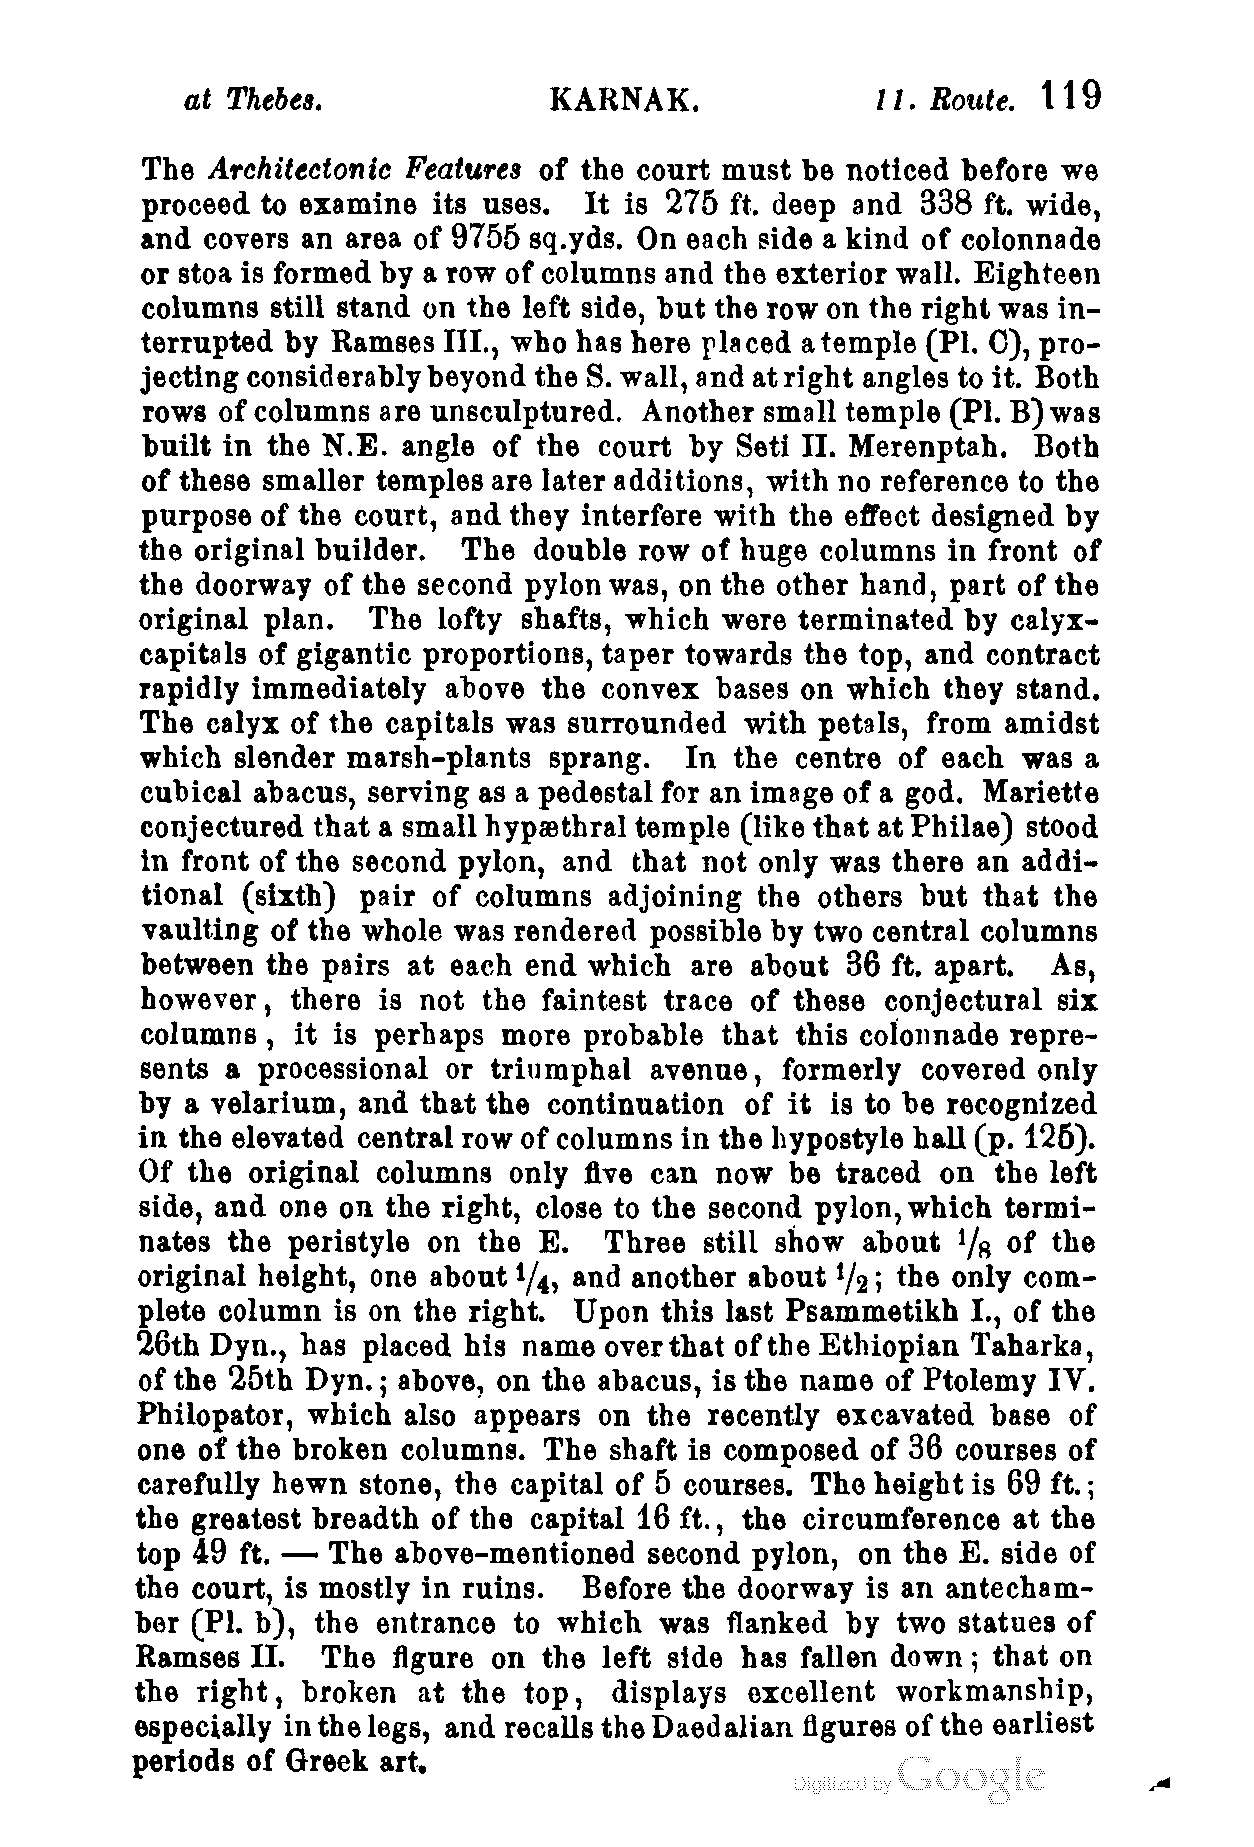 at Thebes. KARNAK. 11. Route. 119
The Architectonic Features of the court must be noticed before we
proceed to examine its uses. It is 275 ft. deep and 338 ft. wide,
and covers an area of 9755 sq.yds. On each side a kind of colonnade
or stoa is formed by a row of columns and the exterior wall. Eighteen
columns still stand on the left side, but the row on the right was in-
terrupted by Ramses III., who has here placed a temple (Pl. C), pro-
jecting considerably beyond the S. wall, and at right angles to it. Both
rows of columns are unsculptured. Another small temple (Pl. B) was
built in the N.E. angle of the court by Seti II. Merenptah. Both
of these smaller temples are later additions, with no reference to the
purpose of the court, and they interfere with the effect designed by
the original builder. The double row of huge columns in front of
the doorway of the second pylon was, on the other hand, part of the
original plan. The lofty shafts, which were terminated by calyx-
capitals of gigantic proportions, taper towards the top, and contract
rapidly immediately above the convex bases on which they stand.
The calyx of the capitals was surrounded with petals, from amidst
which slender marsh-plants sprang. In the centre of each was a
cubical abacus, serving as a pedestal for an image of a god. Mariette
conjectured that a small hypæthral temple (like that at Philae) stood
in front of the second pylon, and that not only was there an addi-
tional (sixth) pair of columns adjoining the others but that the
vaulting of the whole was rendered possible by two central columns
between the pairs at each end which are about 36 ft. apart. As,
however, there is not the faintest trace of these conjectural six
columns, it is perhaps more probable that this colonnade repre-
sents a processional or triumphal avenue, formerly covered only
by a velarium, and that the continuation of it is to be recognized
in the elevated central row of columns in the hypostyle hall (p. 125).
Of the original columns only five can now be traced on the left
side, and one on the right, close to the second pylon, which termi-
nates the peristyle on the E. Three still show about 1/8 of the
original height, one about 1/4, and another about 1/2; the only com-
plete column is on the right. Upon this last Psammetikh I., of the
26th Dyn., has placed his name over that of the Ethiopian Taharka,
of the 25th Dyn.; above, on the abacus, is the name of Ptolemy IV.
Philopator, which also appears on the recently excavated base of
one of the broken columns. The shaft is composed of 36 courses of
carefully hewn stone, the capital of 5 courses. The height is 69 ft.;
the greatest breadth of the capital 16 ft., the circumference at the
top 49 ft. — The above-mentioned second pylon, on the E. side of
the court, is mostly in ruins. Before the doorway is an antecham-
ber (Pl. b), the entrance to which was flanked by two statues of
Ramses II. The figure on the left side has fallen down; that on
the right, broken at the top, displays excellent workmanship,
especially in the legs, and recalls the Daedalian figures of the earliest
periods of Greek art.
Digitized by Google